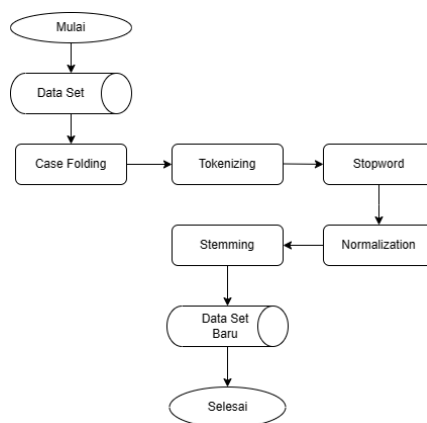 Mulai
Data Set
Case Folding
Tokenizing
Stopword
Normalization
Stemming
Data Set
Baru
Selesai